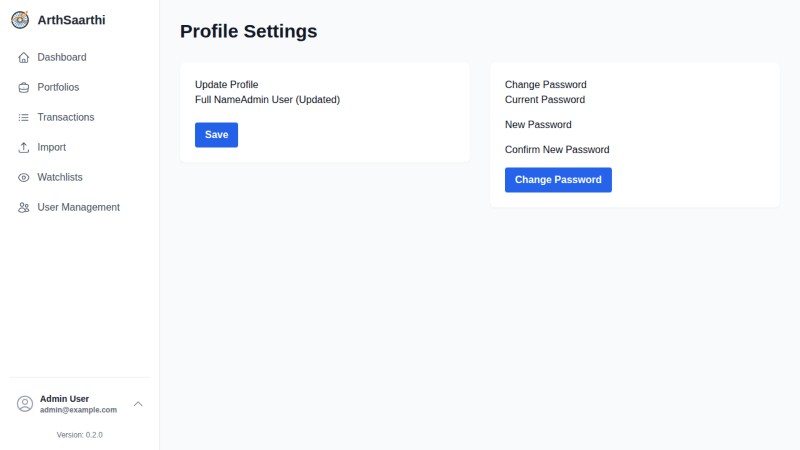 ArthSaarthi
Dashboard
Portfolios
Transactions
Import
Watchlists
User Management
Admin User
admin@example.com
Version: 0.2.0
Profile Settings
Update Profile
Full NameAdmin User (Updated)
Save
Change Password
Current Password
New Password
Confirm New Password
Change Password